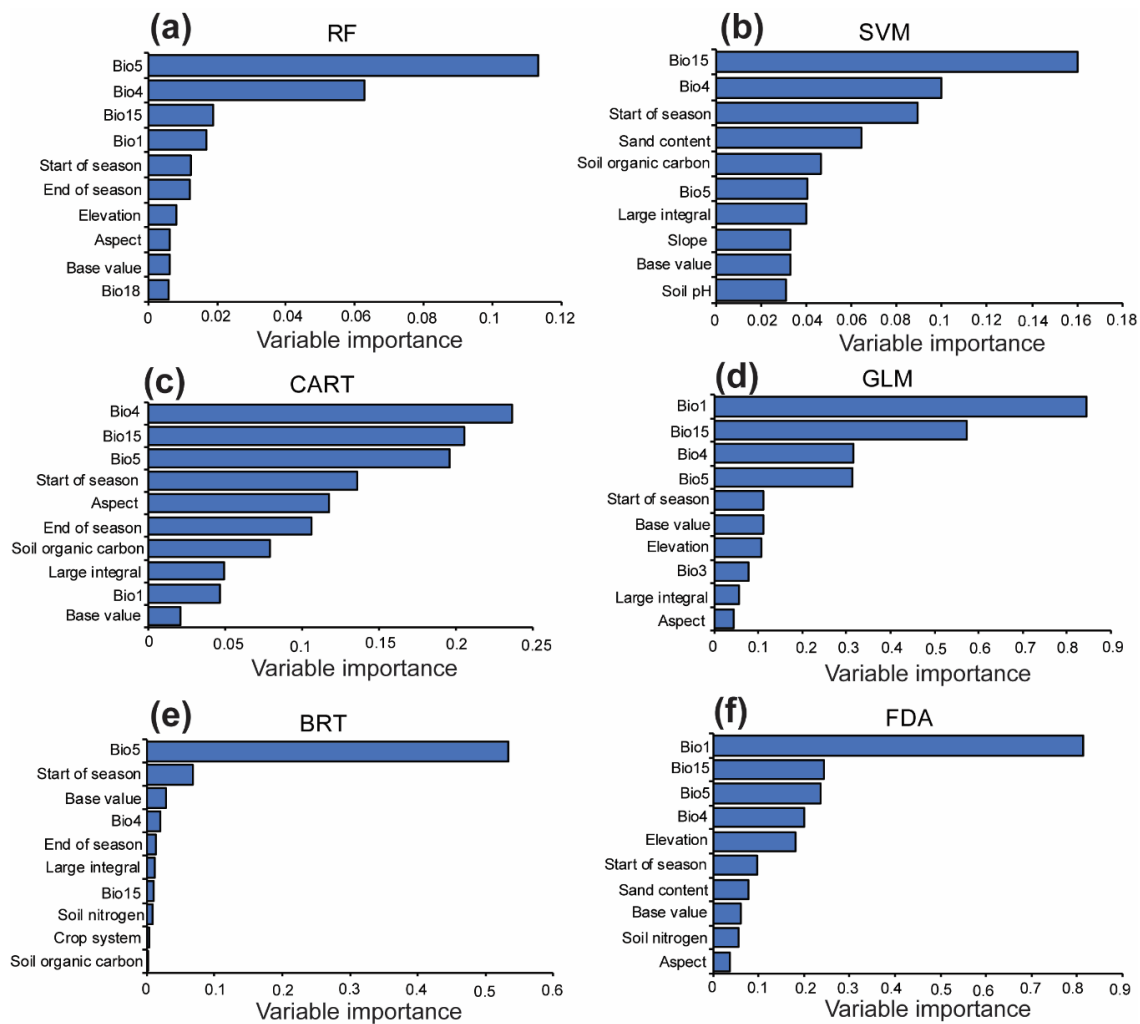 (a)
RF
Bio5
Bio4
Bio15
Bio1
Start of season
End of season
Elevation
Aspect
Base value
Bio18
0 0.02 0.04 0.06 0.08 0.1 0.12
Variable importance
(b)
SVM
Bio15
Bio4
Start of season
Sand content
Soil organic carbon
Bio5
Large integral
Slope
Base value
Soil pH
0 0.02 0.04 0.06 0.08 0.1 0.12 0.14 0.16 0.18
Variable importance
(c)
CART
Bio4
Bio15
Bio5
Start of season
Aspect
End of season
Soil organic carbon
Large integral
Bio1
Base value
0 0.05 0.1 0.15 0.2 0.25
Variable importance
(d)
GLM
Bio1
Bio15
Bio4
Bio5
Start of season
Base value
Elevation
Bio3
Large integral
Aspect
0 0.1 0.2 0.3 0.4 0.5 0.6 0.7 0.8 0.9
Variable importance
(e)
BRT
Bio5
Start of season
Base value
Bio4
End of season
Large integral
Bio15
Soil nitrogen
Crop system
Soil organic carbon
0 0.1 0.2 0.3 0.4 0.5 0.6
Variable importance
(f)
FDA
Bio1
Bio15
Bio5
Bio4
Elevation
Start of season
Sand content
Base value
Soil nitrogen
Aspect
0 0.1 0.2 0.3 0.4 0.5 0.6 0.7 0.8 0.9
Variable importance